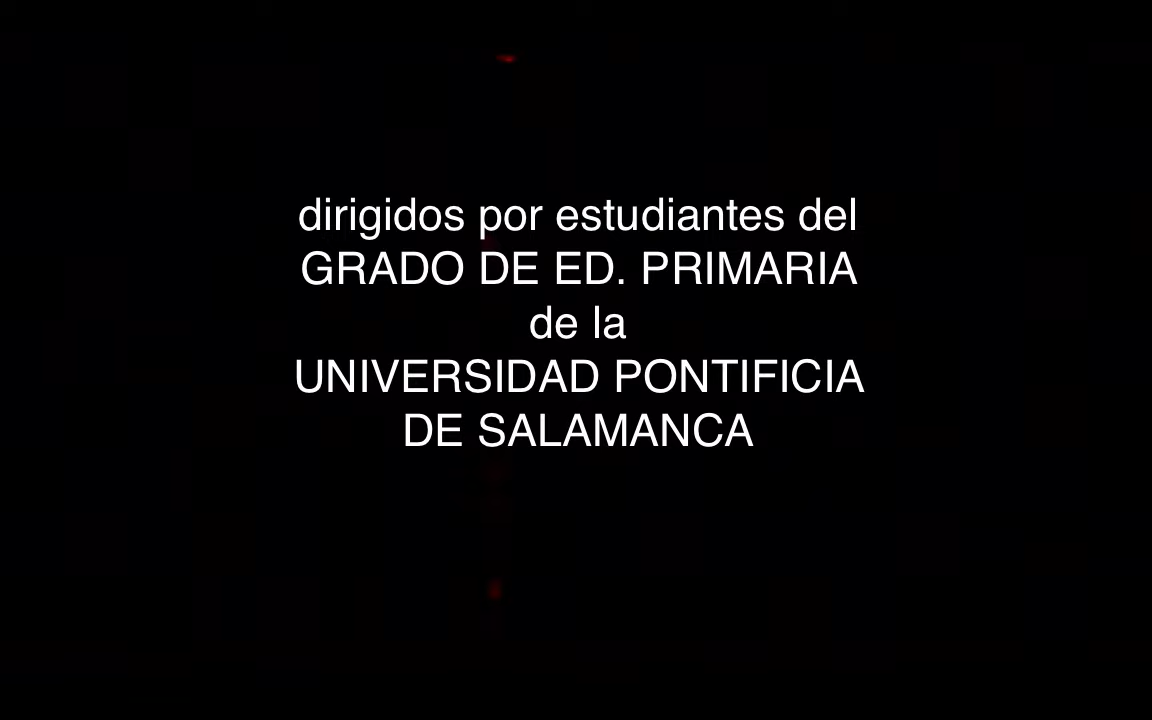 dirigidos por estudiantes del
GRADO DE ED. PRIMARIA
de la
UNIVERSIDAD PONTIFICIA
DE SALAMANCA